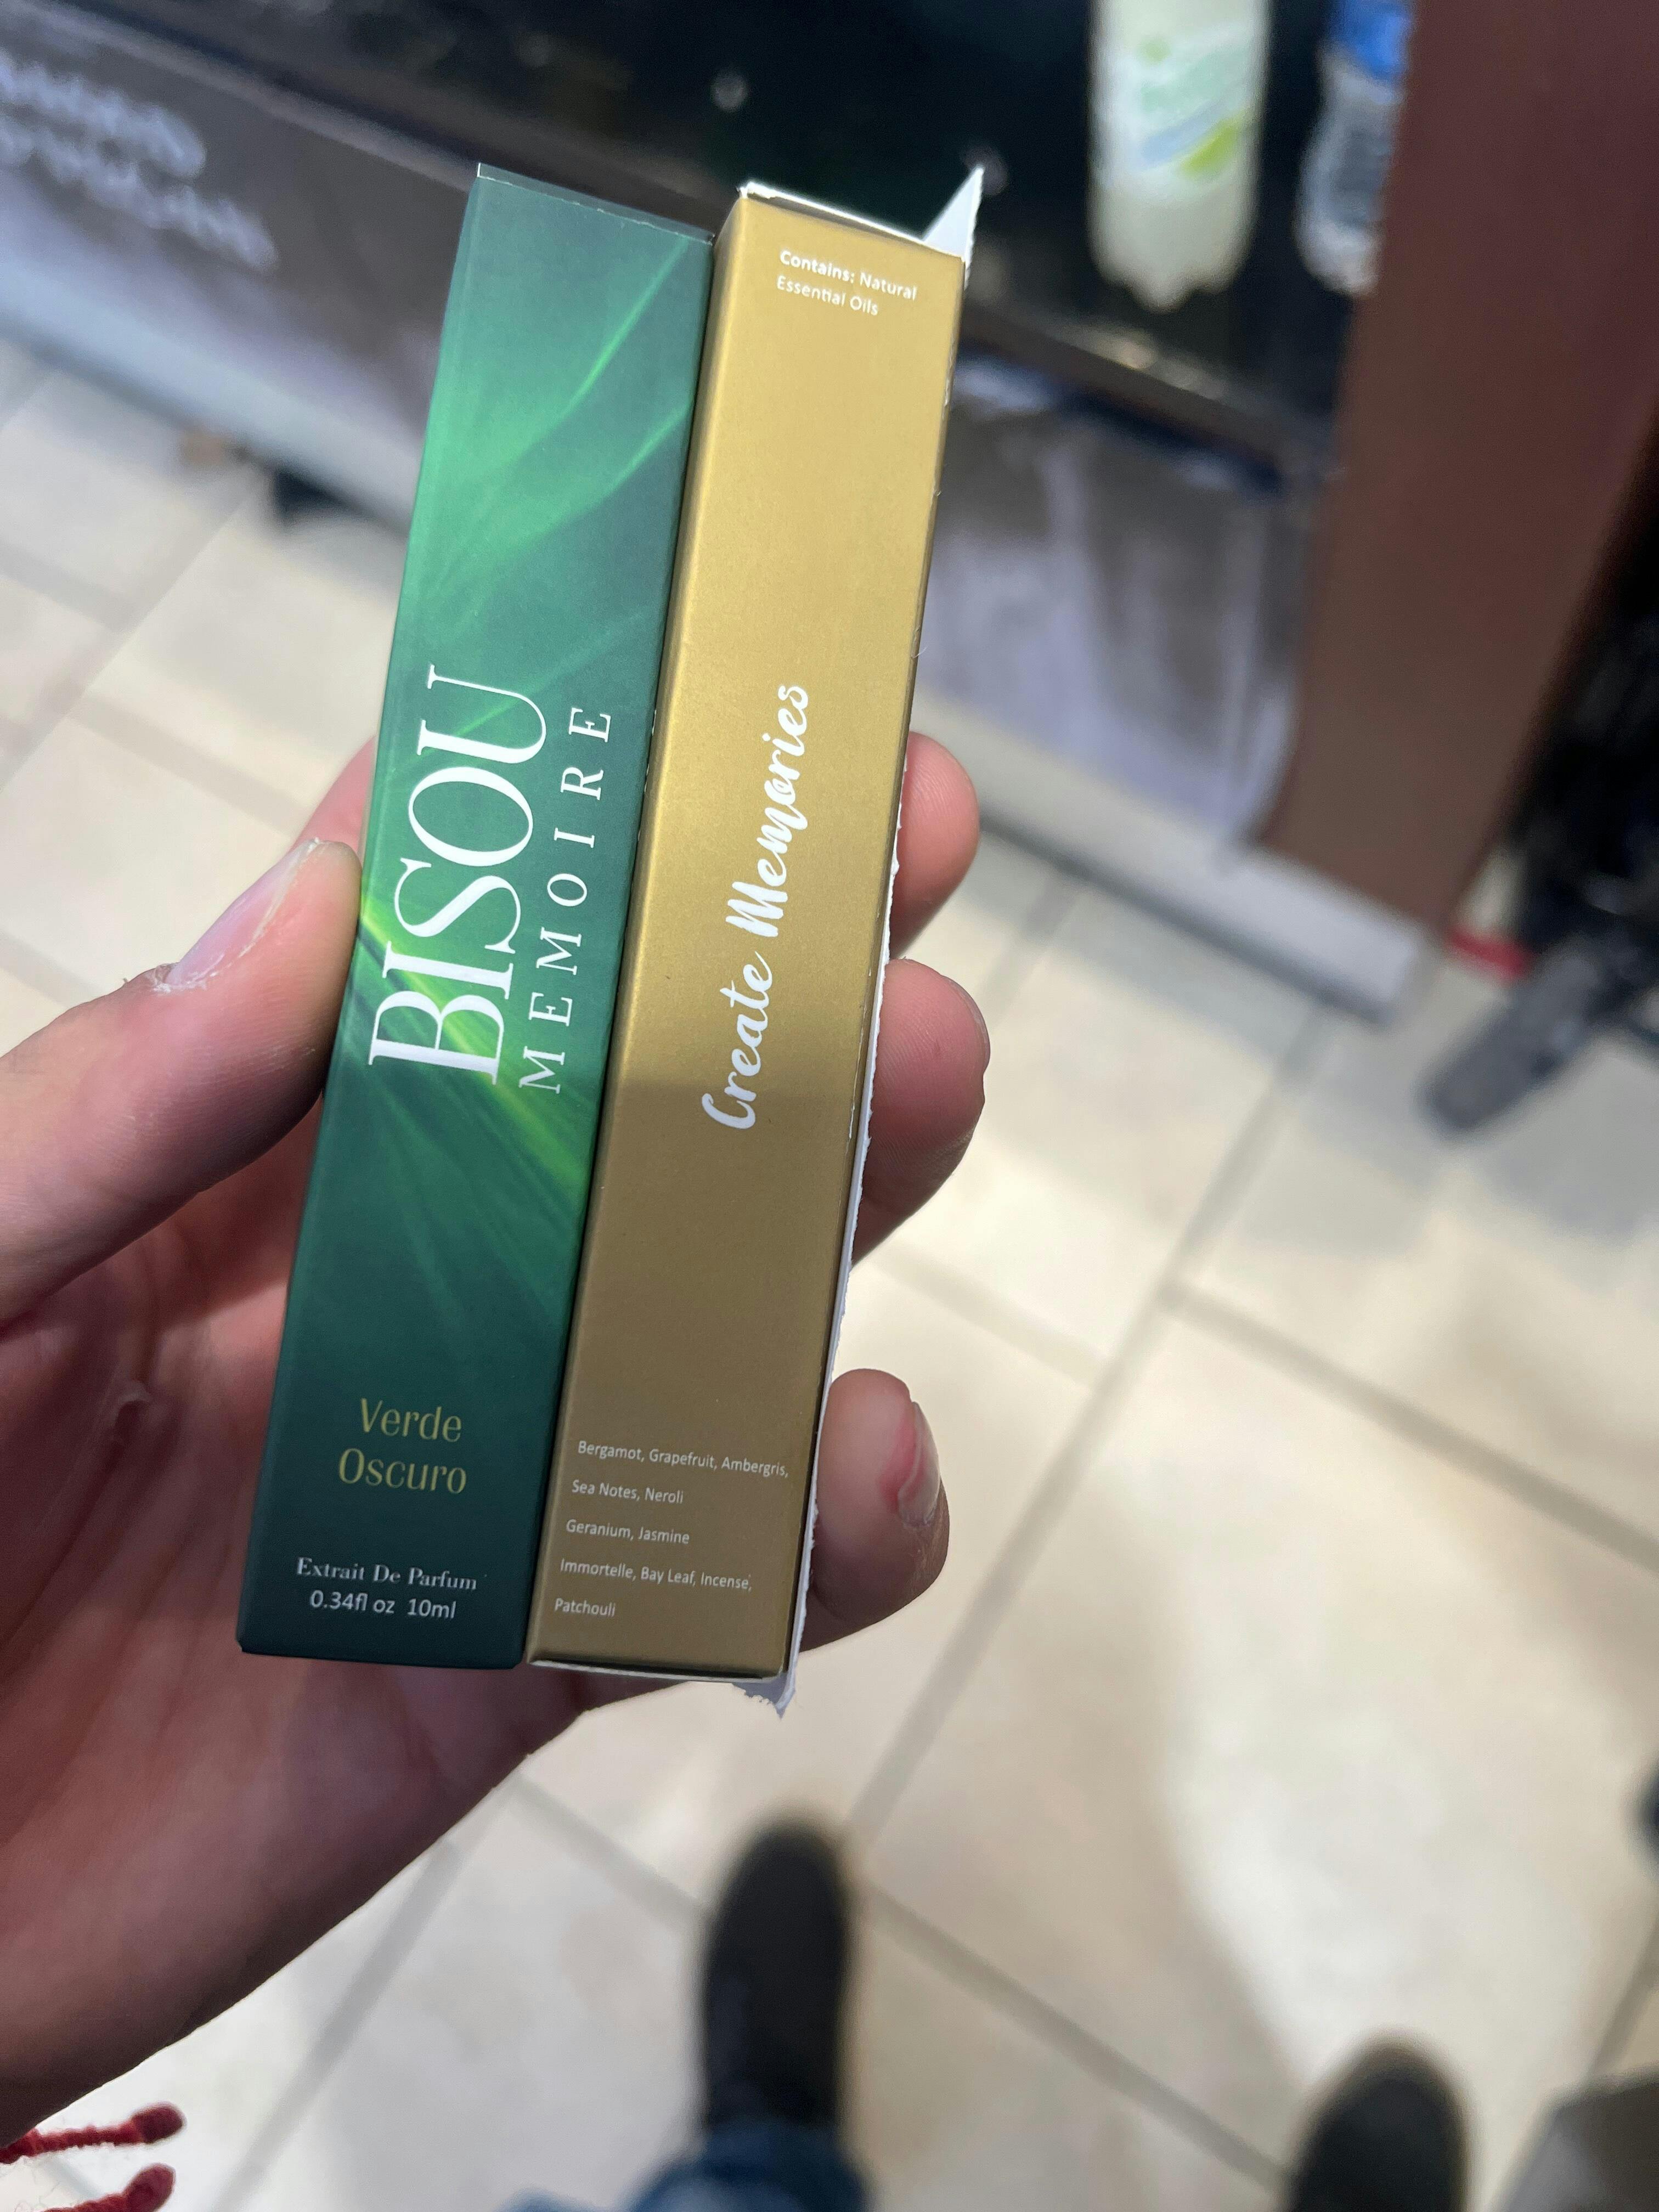 BISOU
MEMOIRE
Verde
Oscuro
Extrait De Parfum
0.34fl oz 10ml
Contains: Natural
Essential Oils
Create Memories
Bergamot, Grapefruit, Ambergris,
Sea Notes, Neroli
Geranium, Jasmine
Immortelle, Bay Leaf, Incense,
Patchouli